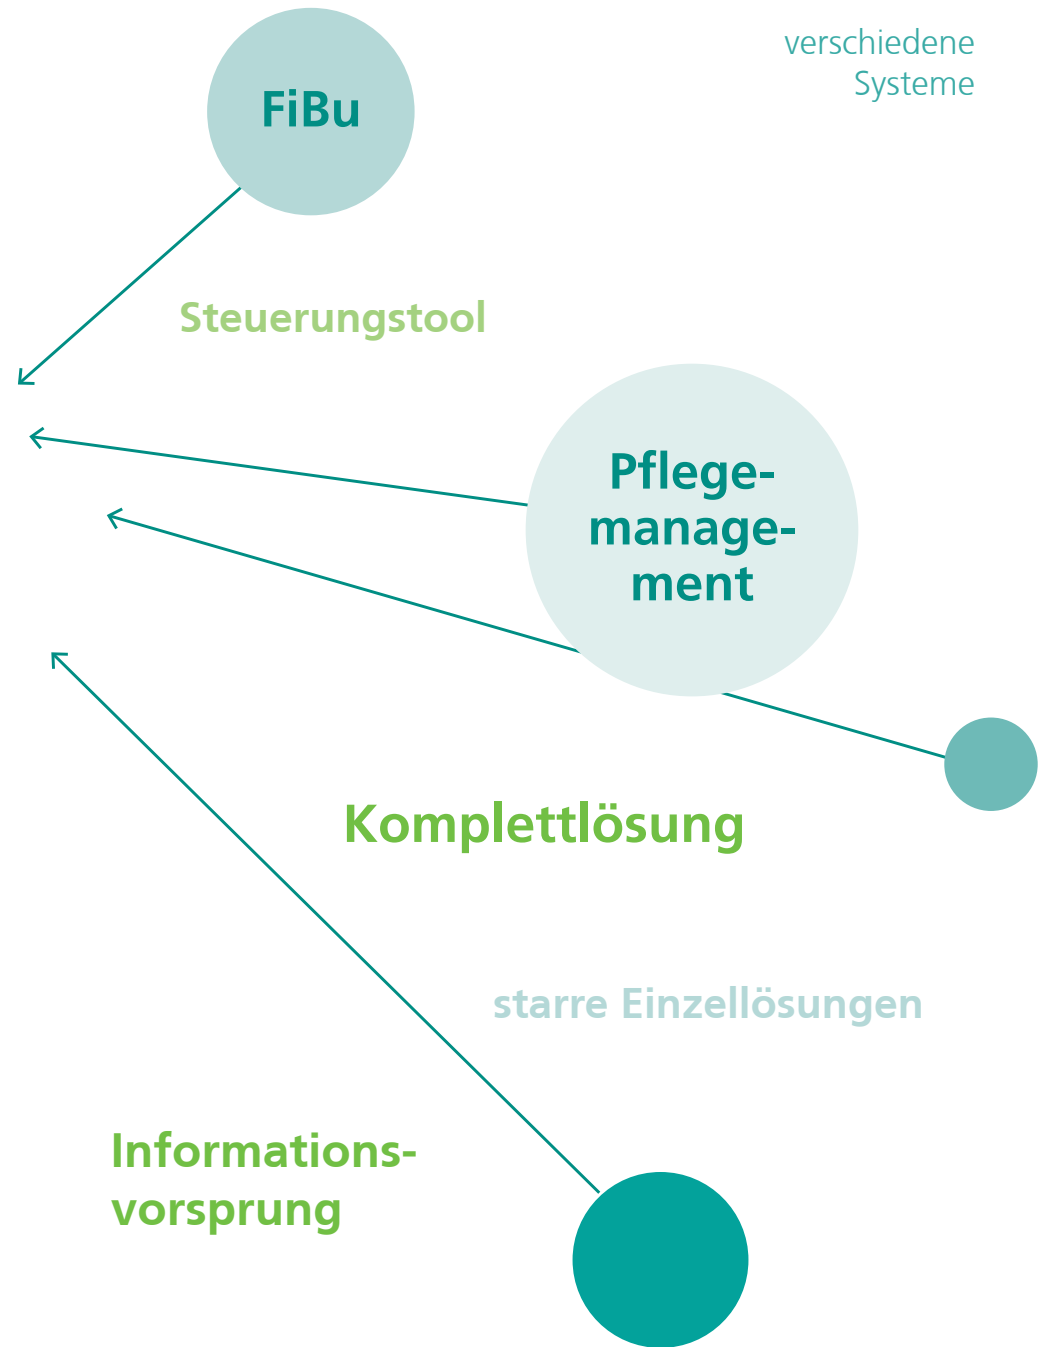 verschiedene
Systeme
FiBu
Steuerungstool
Pflege-
manage-
ment
Komplettlösung
starre Einzellösungen
Informations-
vorsprung